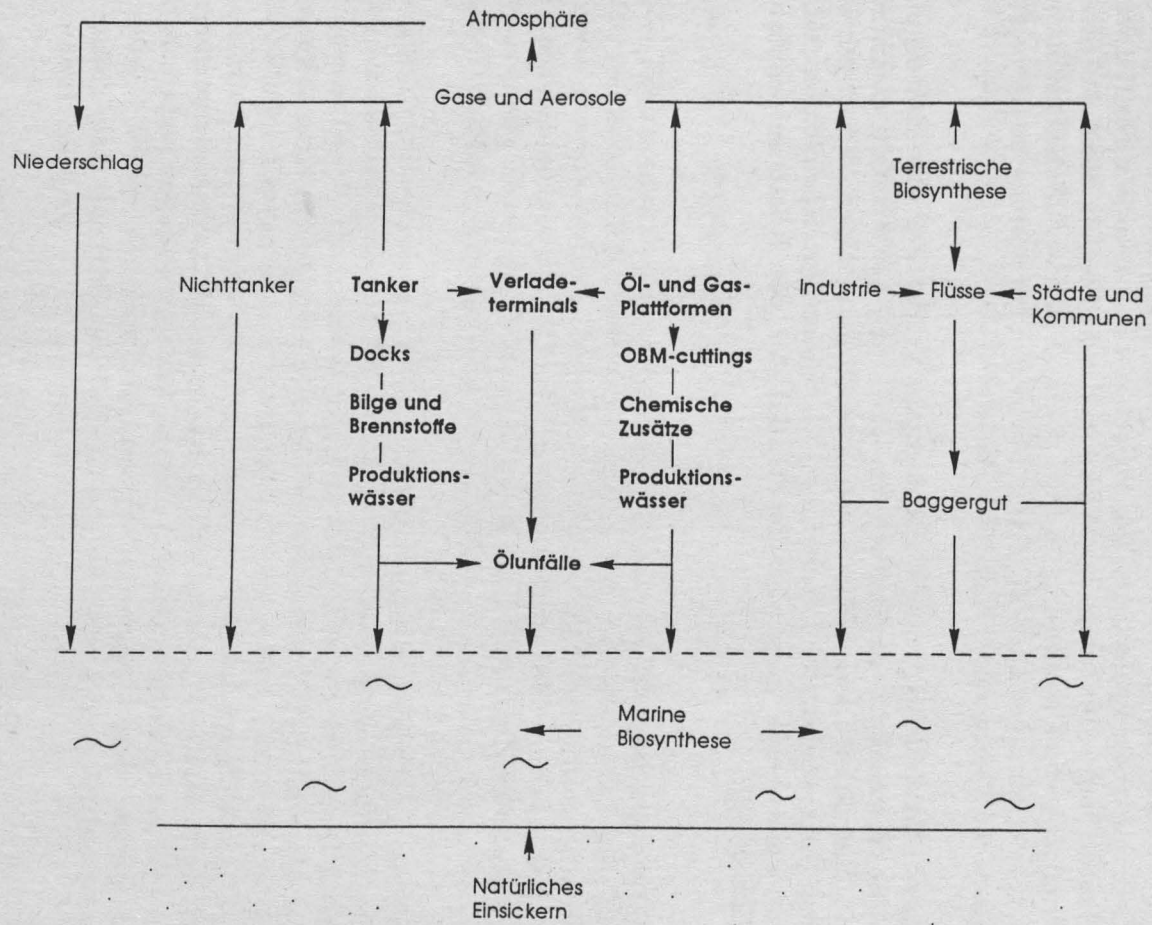 Atmosphäre
Gase und Aerosole
Niederschlag
Terrestrische
Biosynthese
Nichttanker
Tanker
Verlade-
terminals
Öl- und Gas-
Plattformen
Industrie
Flüsse
Städte und
Kommunen
Docks
OBM-cuttings
Bilge und
Brennstoffe
Chemische
Zusätze
Produktions-
wässer
Produktions-
wässer
Baggergut
Ölunfälle
Marine
Biosynthese
Natürliches
Einsickern